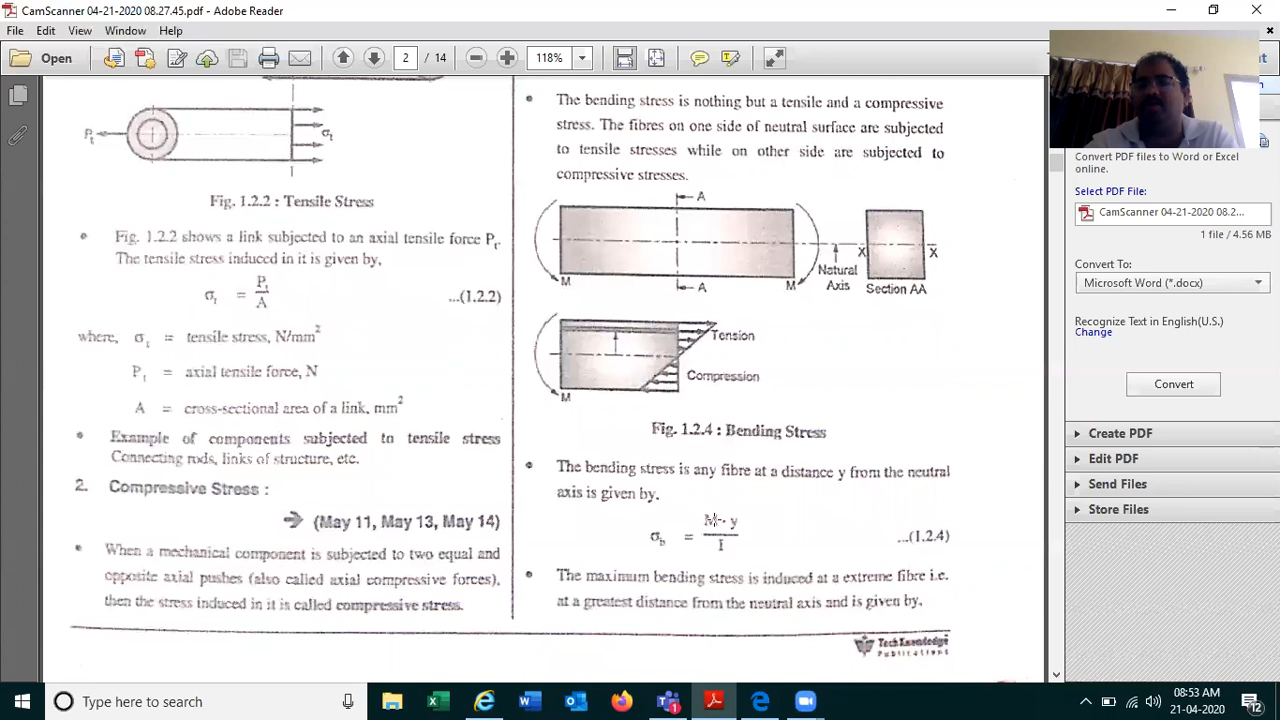 CamScanner 04-21-2020 08.27.45.pdf - Adobe Reader
File Edit View Window Help
Open
2 / 14
118%
Pt
σt
Fig. 1.2.2 : Tensile Stress
Fig. 1.2.2 shows a link subjected to an axial tensile force Pt.
The tensile stress induced in it is given by,
σt = Pt / A ...(1.2.2)
where, σt = tensile stress, N/mm²
Pt = axial tensile force, N
A = cross-sectional area of a link, mm²
Example of components subjected to tensile stress
Connecting rods, links of structure, etc.
2. Compressive Stress :
(May 11, May 13, May 14)
When a mechanical component is subjected to two equal and
opposite axial pushes (also called axial compressive forces),
then the stress induced in it is called compressive stress.
The bending stress is nothing but a tensile and a compressive
stress. The fibres on one side of neutral surface are subjected
to tensile stresses while on other side are subjected to
compressive stresses.
A
M
A
M
Natural
Axis
X
X
Section AA
Tension
Compression
M
Fig. 1.2.4 : Bending Stress
The bending stress is any fibre at a distance y from the neutral
axis is given by,
σb = M · y / I ...(1.2.4)
The maximum bending stress is induced at a extreme fibre i.e.
at a greatest distance from the neutral axis and is given by,
Tech Knowledge
Publications
Convert PDF files to Word or Excel
online.
Select PDF File:
CamScanner 04-21-2020 08.2...
1 file / 4.56 MB
Convert To:
Microsoft Word (*.docx)
Recognize Text in English(U.S.)
Change
Convert
Create PDF
Edit PDF
Send Files
Store Files
Type here to search
1
08:53 AM
21-04-2020
12